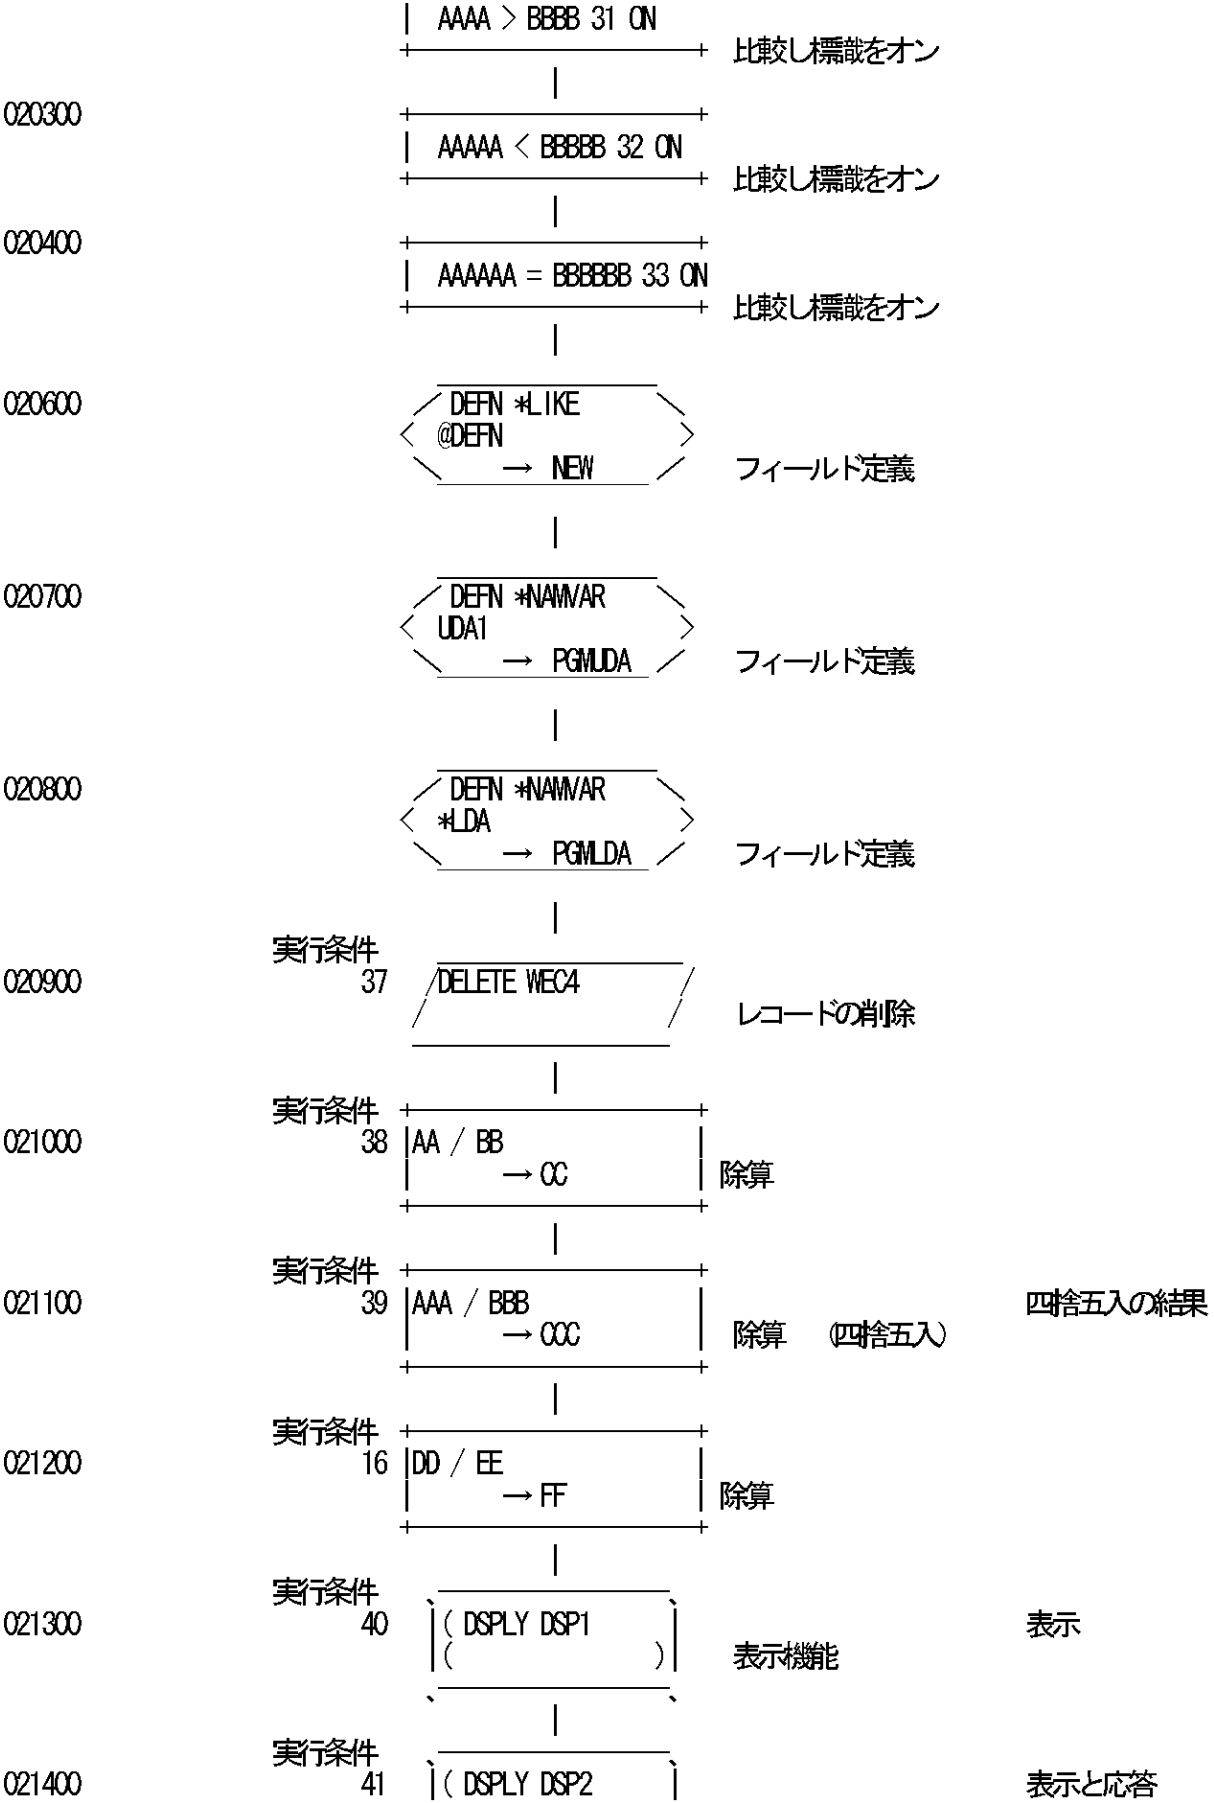 AAAA > BBBB 31 ON
比較し標識をオン
020300
AAAAA < BBBBB 32 ON
比較し標識をオン
020400
AAAAAA = BBBBBB 33 ON
比較し標識をオン
020600 DEFN *LIKE
@DEFN
→ NEW フィールド定義
020700 DEFN *NAMVAR
UDA1
→ PGMUDA フィールド定義
020800 DEFN *NAMVAR
*LDA
→ PGMLDA フィールド定義
実行条件
020900 37 DELETE WEC4
レコードの削除
実行条件
021000 38 AA / BB
→ CC 除算
実行条件
021100 39 AAA / BBB 四捨五入の結果
→ CCC 除算 (四捨五入)
実行条件
021200 16 DD / EE
→ FF 除算
実行条件
021300 40 ( DSPLY DSP1 表示
( ) 表示機能
実行条件
021400 41 ( DSPLY DSP2 表示と応答